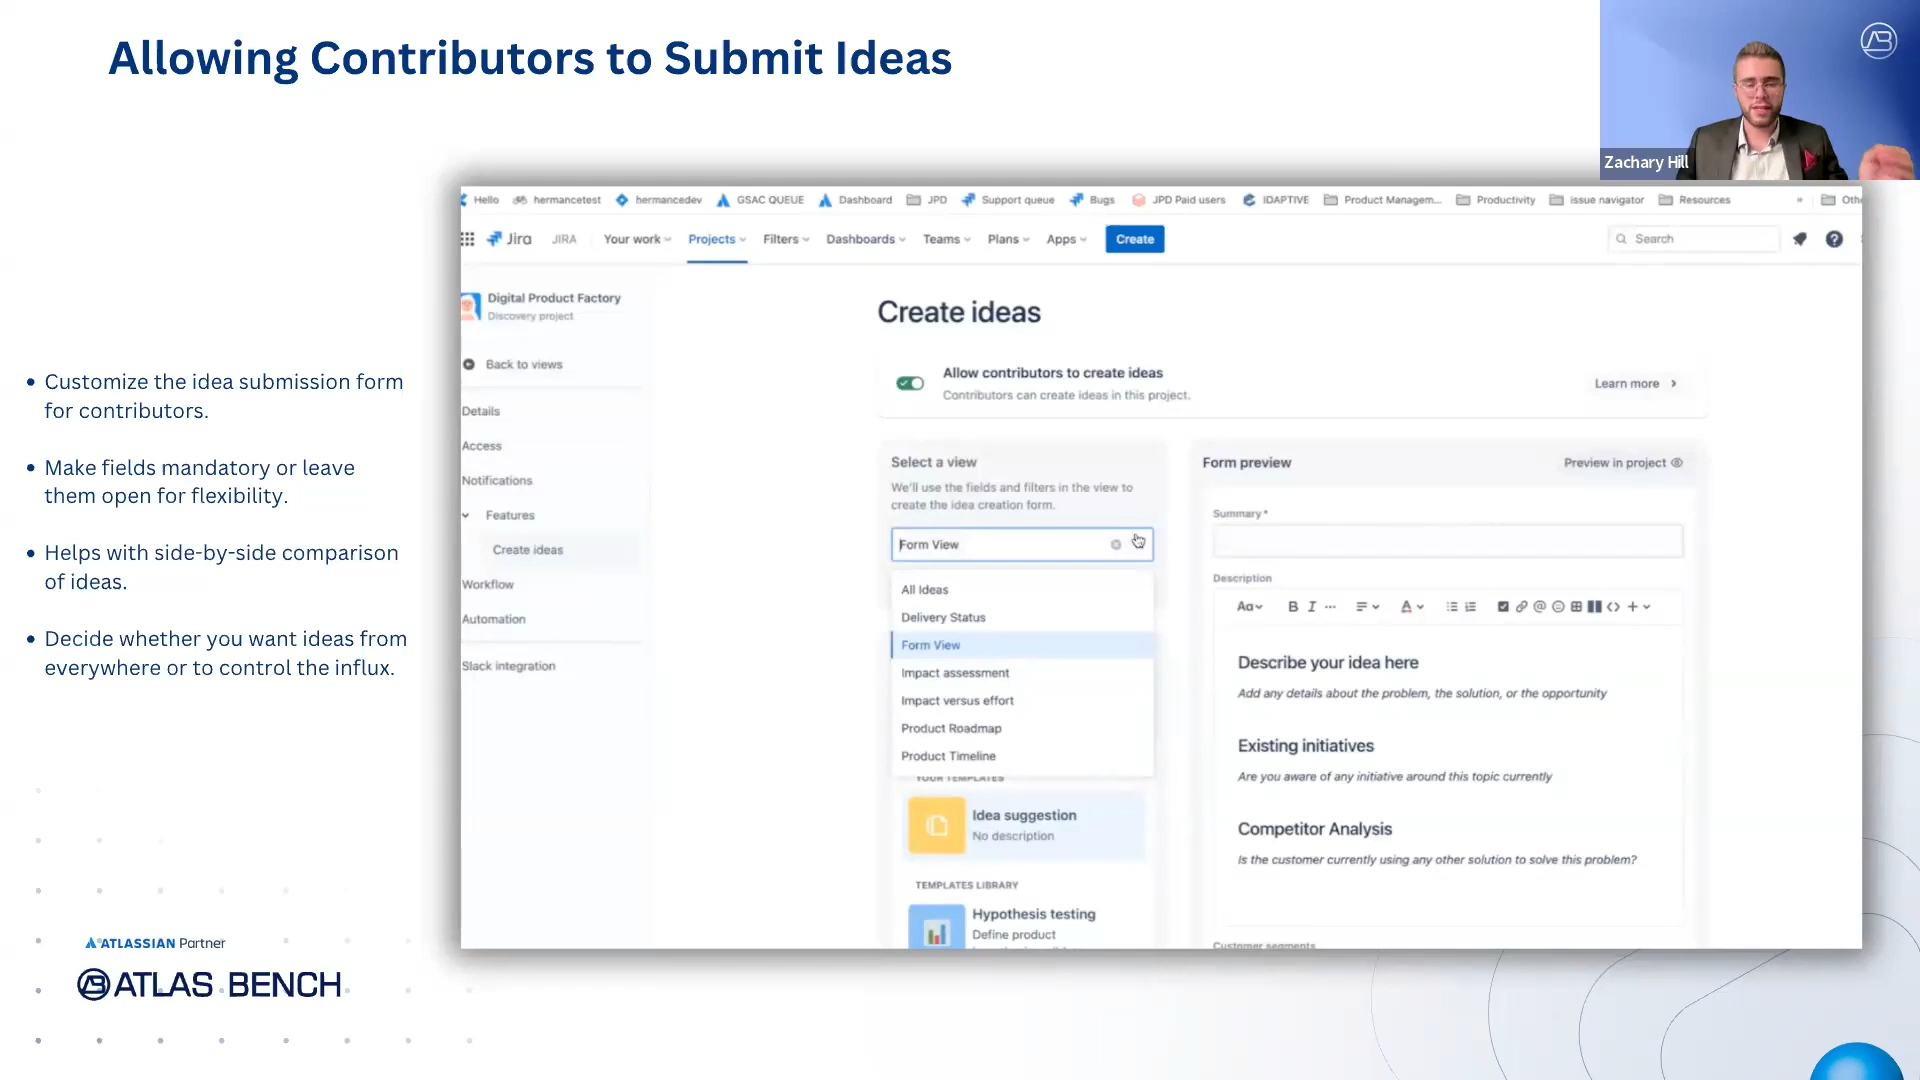 Allowing Contributors to Submit Ideas
Zachary Hill
• Customize the idea submission form
for contributors.
• Make fields mandatory or leave
them open for flexibility.
• Helps with side-by-side comparison
of ideas.
• Decide whether you want ideas from
everywhere or to control the influx.
ATLASSIAN Partner
ATLAS BENCH
Hello hermancetest hermancedev GSAC QUEUE Dashboard JPD Support queue Bugs JPD Paid users IDAPTIVE Product Managem... Productivity issue navigator Resources »
Jira JIRA Your work Projects Filters Dashboards Teams Plans Apps Create Search
Digital Product Factory
Discovery project
Back to views
Details
Access
Notifications
Features
Create ideas
Workflow
Automation
Slack integration
Create ideas
Allow contributors to create ideas
Contributors can create ideas in this project.
Learn more
Select a view
We'll use the fields and filters in the view to
create the idea creation form.
Form View
All Ideas
Delivery Status
Form View
Impact assessment
Impact versus effort
Product Roadmap
Product Timeline
YOUR TEMPLATES
Idea suggestion
No description
TEMPLATES LIBRARY
Hypothesis testing
Define product
Form preview
Preview in project
Summary*
Description
Aa B I ... A @ <> +
Describe your idea here
Add any details about the problem, the solution, or the opportunity
Existing initiatives
Are you aware of any initiative around this topic currently
Competitor Analysis
Is the customer currently using any other solution to solve this problem?
Customer segments